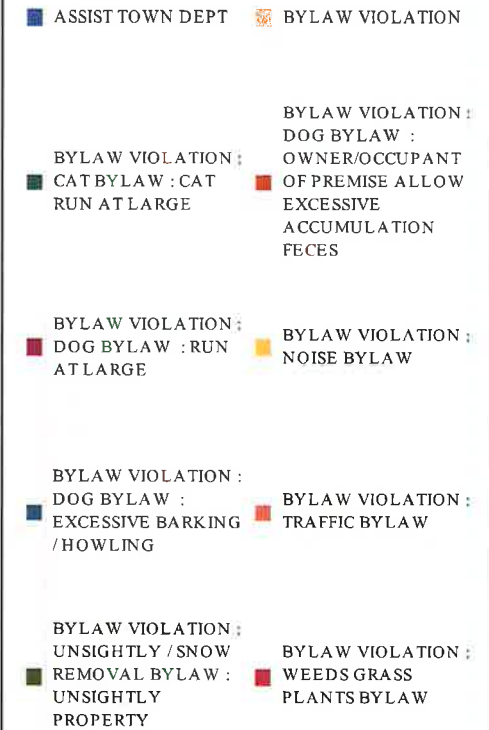 ASSIST TOWN DEPT
BYLAW VIOLATION
BYLAW VIOLATION :
CAT BYLAW : CAT
RUN AT LARGE
BYLAW VIOLATION :
DOG BYLAW :
OWNER/OCCUPANT
OF PREMISE ALLOW
EXCESSIVE
ACCUMULATION
FECES
BYLAW VIOLATION :
DOG BYLAW : RUN
AT LARGE
BYLAW VIOLATION :
NOISE BYLAW
BYLAW VIOLATION :
DOG BYLAW :
EXCESSIVE BARKING
/ HOWLING
BYLAW VIOLATION :
TRAFFIC BYLAW
BYLAW VIOLATION :
UNSIGHTLY / SNOW
REMOVAL BYLAW :
UNSIGHTLY
PROPERTY
BYLAW VIOLATION :
WEEDS GRASS
PLANTS BYLAW